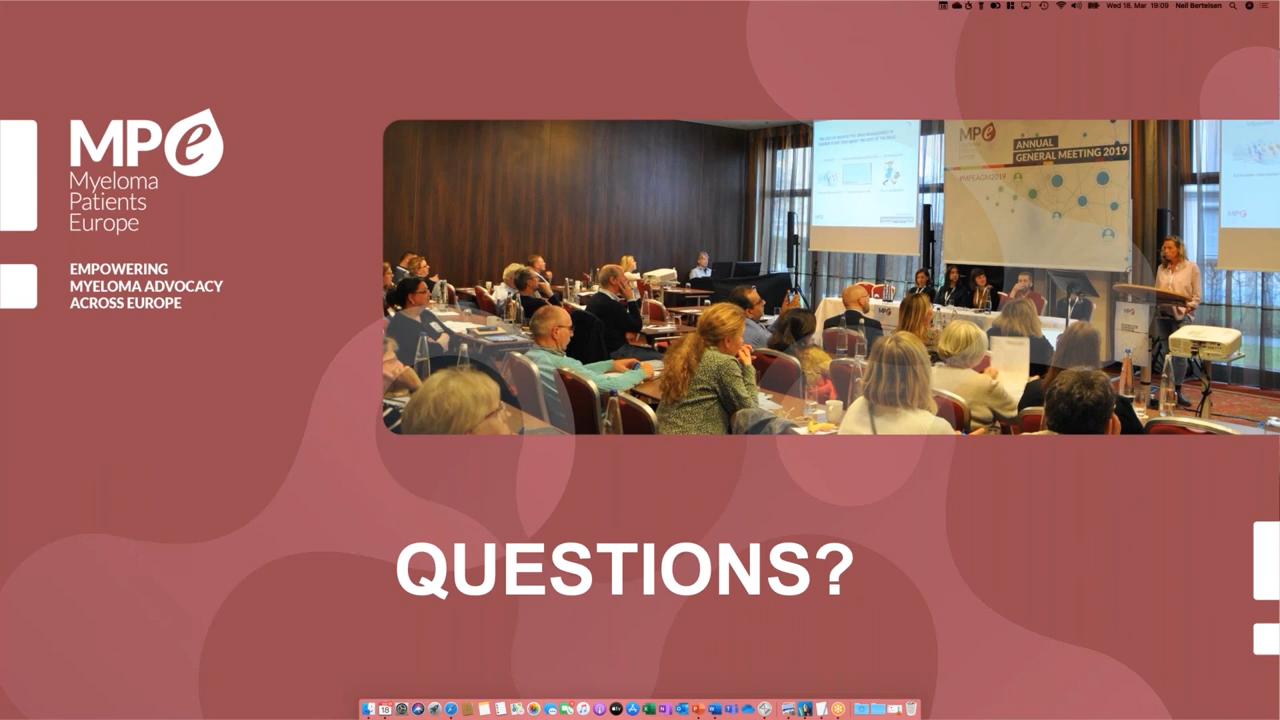 Wed 18. Mar 19:09 Neil Bertelsen
MPe
Myeloma
Patients
Europe
EMPOWERING
MYELOMA ADVOCACY
ACROSS EUROPE
MPe
ANNUAL
GENERAL MEETING 2019
#MPEAGM2019
QUESTIONS?
18